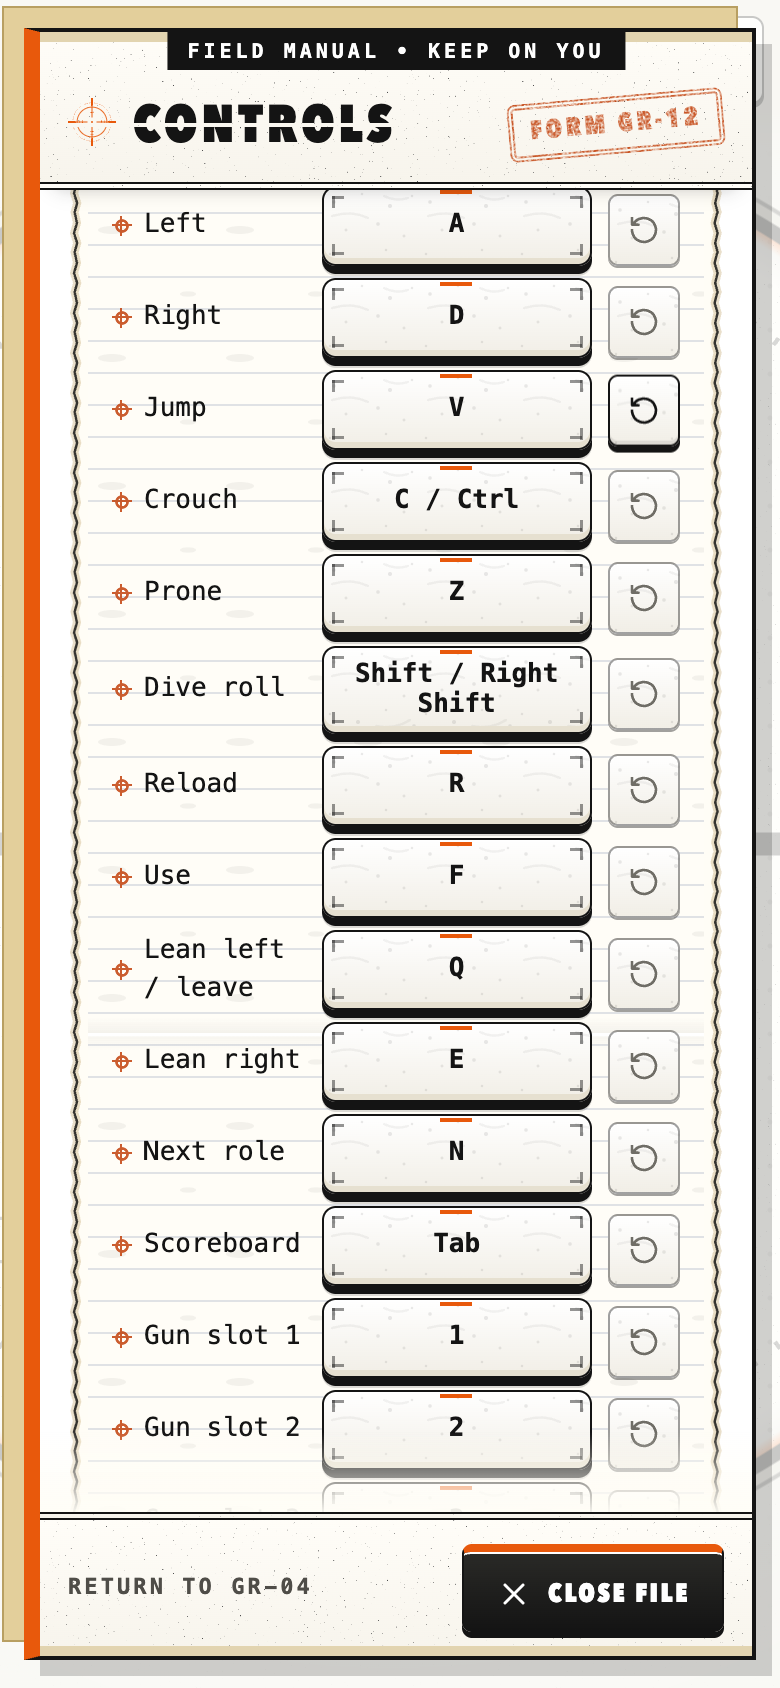 FIELD MANUAL • KEEP ON YOU
CONTROLS
FORM GR-12
Left A
Right D
Jump V
Crouch C / Ctrl
Prone Z
Dive roll Shift / Right
Shift
Reload R
Use F
Lean left
/ leave Q
Lean right E
Next role N
Scoreboard Tab
Gun slot 1 1
Gun slot 2 2
RETURN TO GR-04
CLOSE FILE